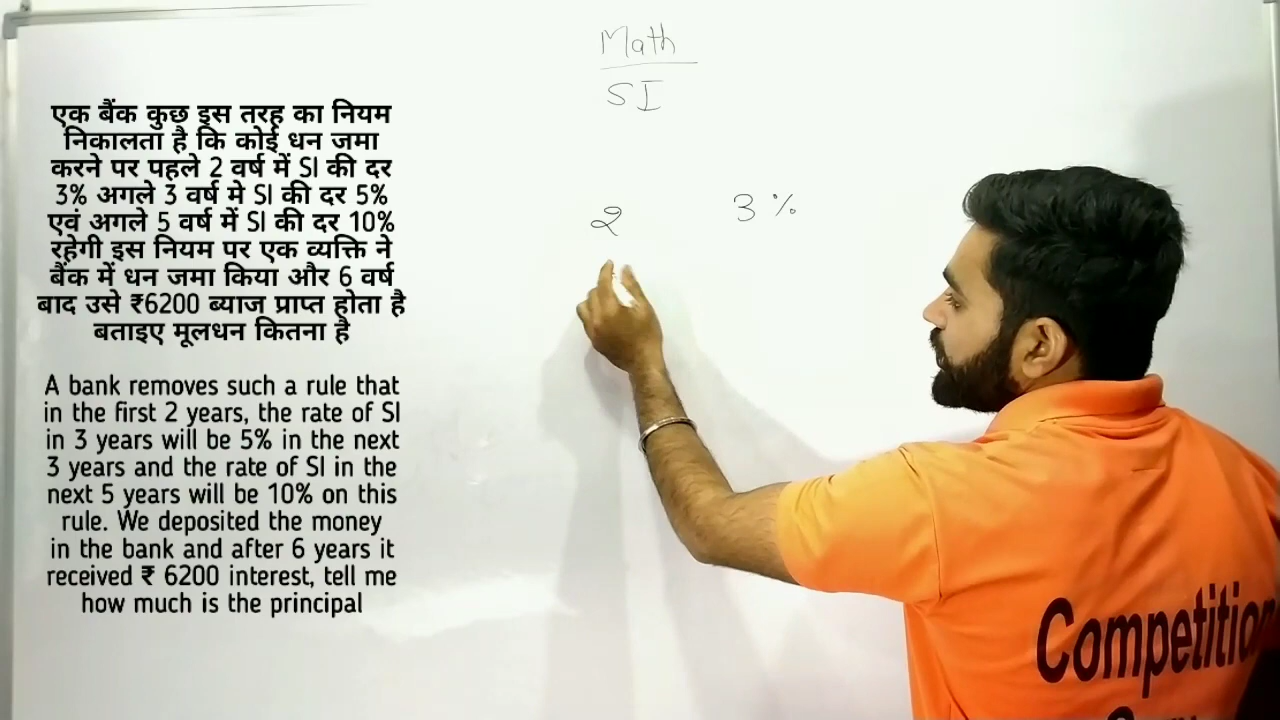 Math
SI
एक बैंक कुछ इस तरह का नियम
निकालता है कि कोई धन जमा
करने पर पहले 2 वर्ष में SI की दर
3% अगले 3 वर्ष मे SI की दर 5%
एवं अगले 5 वर्ष में SI की दर 10%
रहेगी इस नियम पर एक व्यक्ति ने
बैंक में धन जमा किया और 6 वर्ष
बाद उसे ₹6200 ब्याज प्राप्त होता है
बताइए मूलधन कितना है
A bank removes such a rule that
in the first 2 years, the rate of SI
in 3 years will be 5% in the next
3 years and the rate of SI in the
next 5 years will be 10% on this
rule. We deposited the money
in the bank and after 6 years it
received ₹ 6200 interest, tell me
how much is the principal
2 3 %
Competition